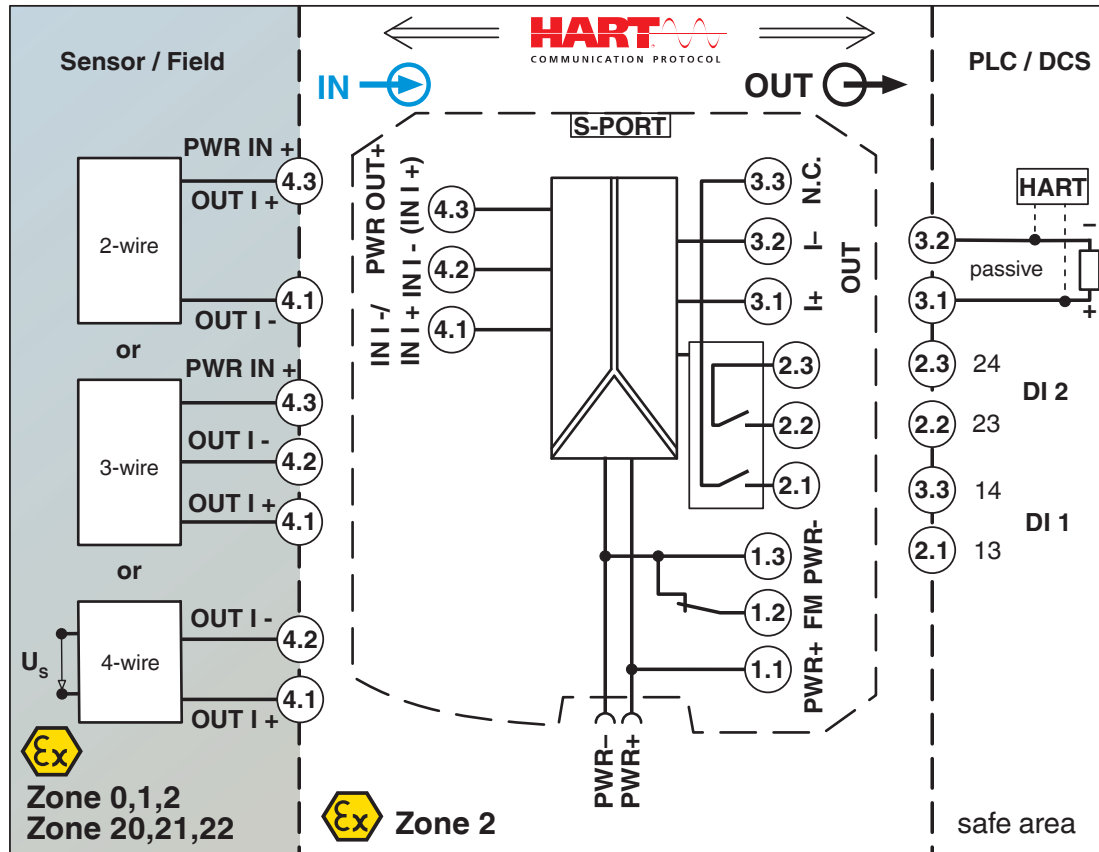 HART
COMMUNICATION PROTOCOL
Sensor / Field
PLC / DCS
IN
OUT
S-PORT
PWR IN +
4.3
OUT I +
2-wire
4.1
OUT I -
or
PWR IN +
4.3
OUT I -
3-wire
4.2
OUT I +
4.1
or
OUT I -
4.2
Us
4-wire
4.1
OUT I +
Ex
Zone 0,1,2
Zone 20,21,22
PWR OUT+
IN I - (IN I +)
IN I -/
IN I +
4.3
4.2
4.1
3.3
N.C.
3.2
I-
3.1
I+
OUT
2.3
2.2
2.1
1.3
PWR-
1.2
FM
1.1
PWR+
PWR-
PWR+
Ex
Zone 2
HART
3.2
-
passive
3.1
+
2.3
24
DI 2
2.2
23
3.3
14
DI 1
2.1
13
safe area